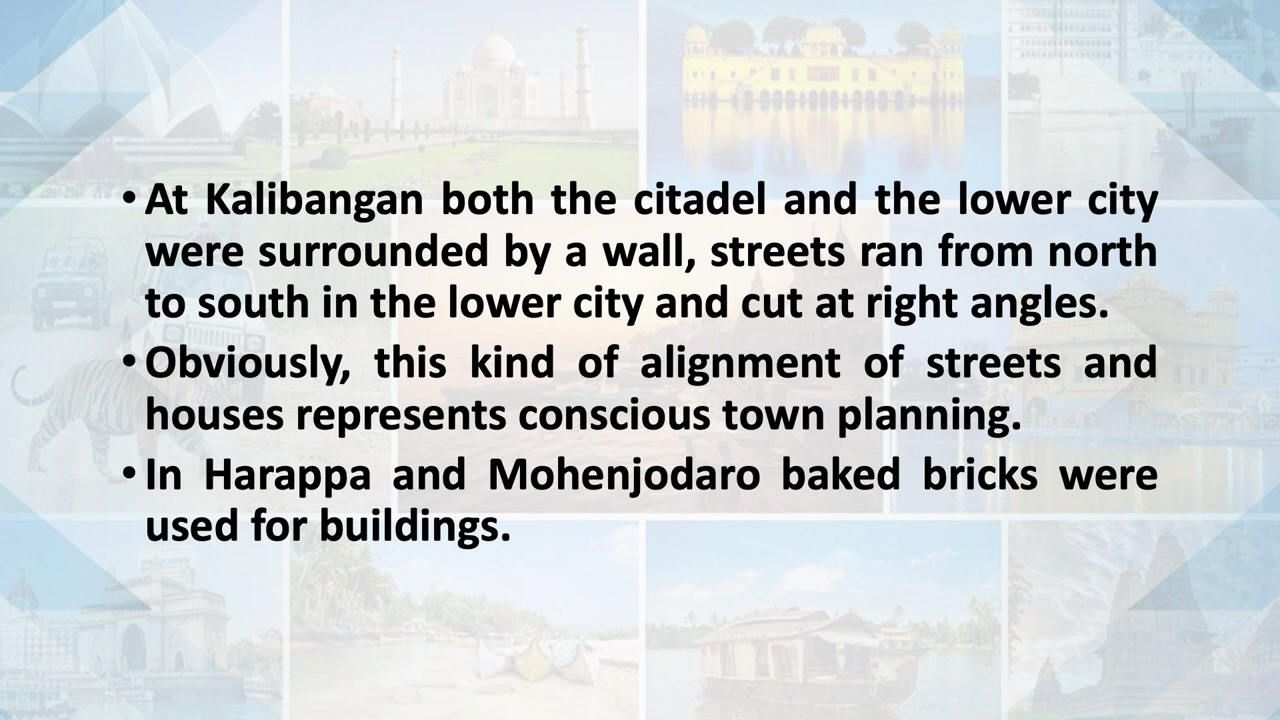 • At Kalibangan both the citadel and the lower city
were surrounded by a wall, streets ran from north
to south in the lower city and cut at right angles.
• Obviously, this kind of alignment of streets and
houses represents conscious town planning.
• In Harappa and Mohenjodaro baked bricks were
used for buildings.